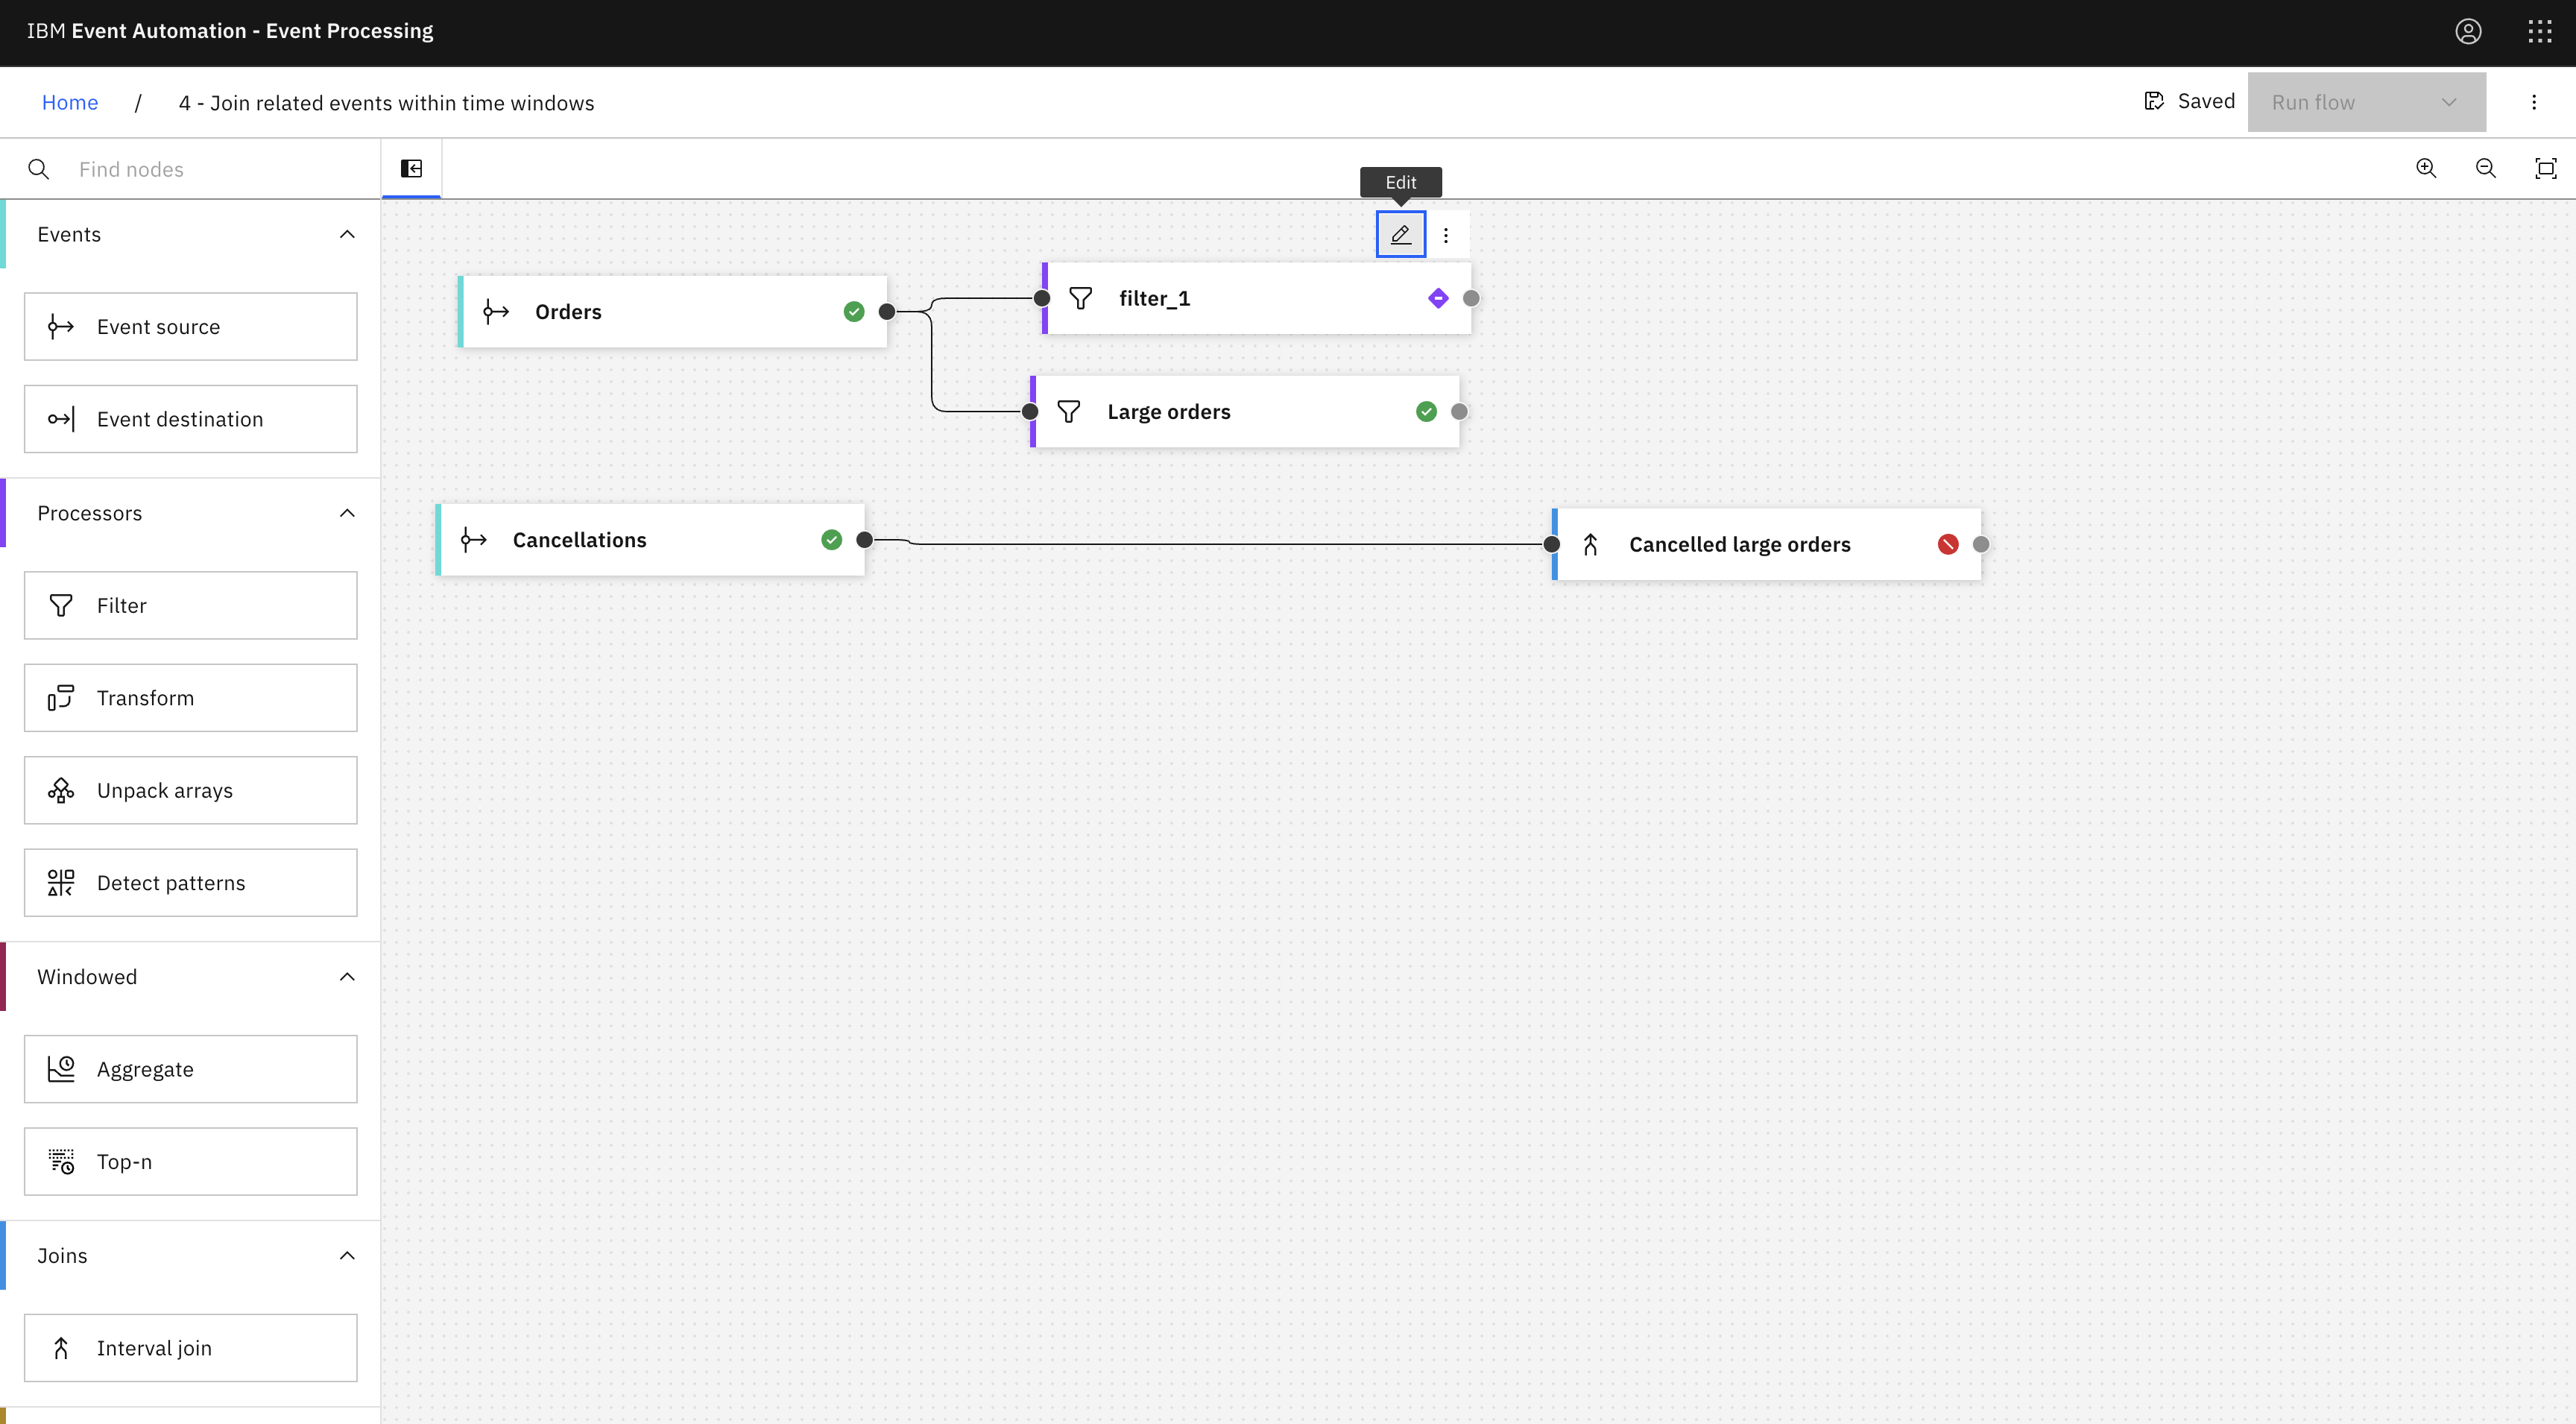 IBM Event Automation - Event Processing
Home / 4 - Join related events within time windows
Saved
Run flow
Find nodes
Edit
Events
Event source
Event destination
Processors
Filter
Transform
Unpack arrays
Detect patterns
Windowed
Aggregate
Top-n
Joins
Interval join
Orders
filter_1
Large orders
Cancellations
Cancelled large orders